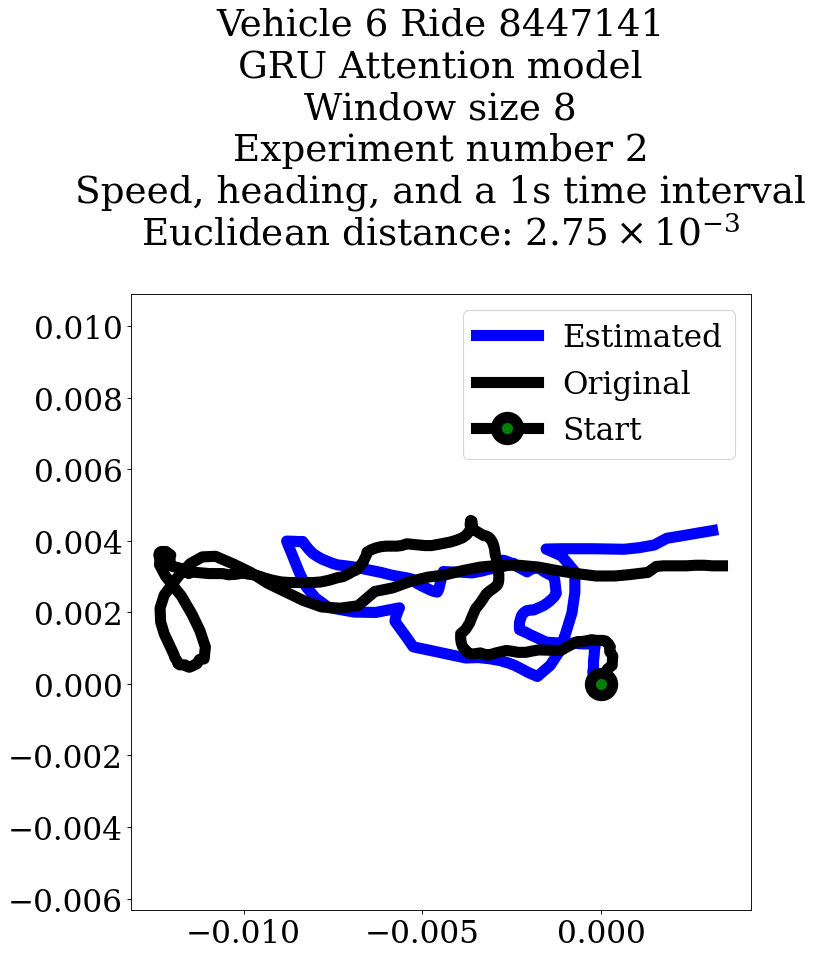 Vehicle 6 Ride 8447141
GRU Attention model
Window size 8
Experiment number 2
Speed, heading, and a 1s time interval
Euclidean distance: 2.75 × 10⁻³
Estimated
Original
Start
0.010
0.008
0.006
0.004
0.002
0.000
−0.002
−0.004
−0.006
−0.010
−0.005
0.000